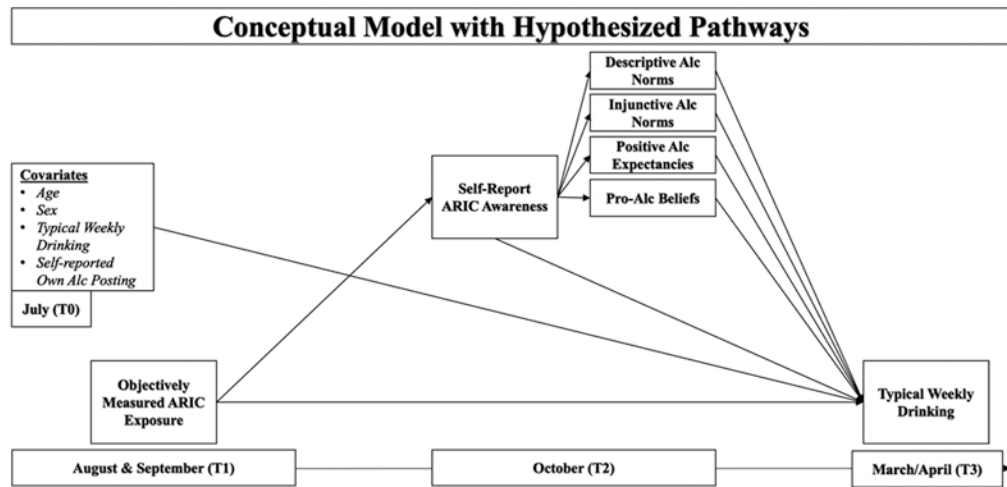 Conceptual Model with Hypothesized Pathways
Descriptive Alc
Norms
Injunctive Alc
Norms
Positive Alc
Expectancies
Pro-Alc Beliefs
Self-Report
ARIC Awareness
Covariates
• Age
• Sex
• Typical Weekly
Drinking
• Self-reported
Own Alc Posting
July (T0)
Objectively
Measured ARIC
Exposure
Typical Weekly
Drinking
August & September (T1)
October (T2)
March/April (T3)